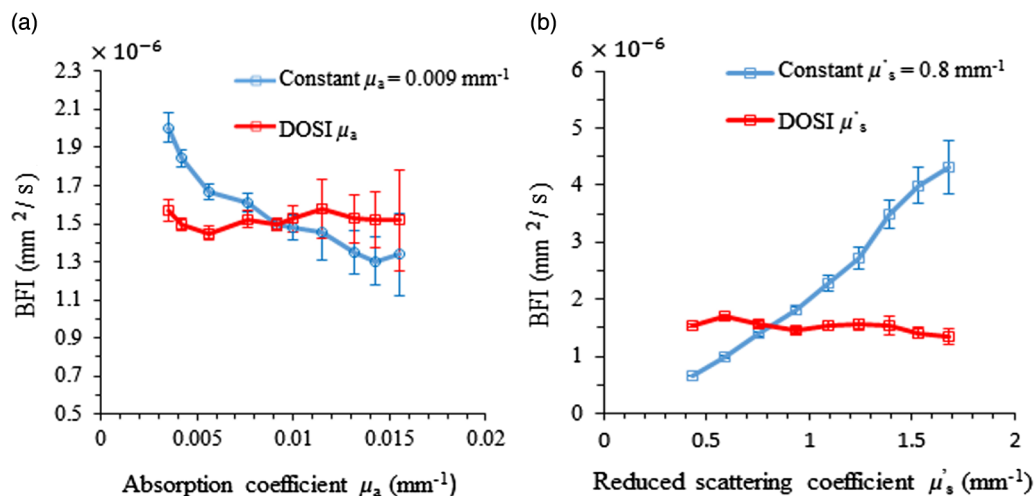 (a)
× 10⁻⁶
2.3
2.1
1.9
1.7
1.5
1.3
1.1
0.9
0.7
0.5
BFI (mm ²/ s)
Constant μₐ = 0.009 mm⁻¹
DOSI μₐ
0
0.005
0.01
0.015
0.02
Absorption coefficient μₐ (mm⁻¹)
(b)
× 10⁻⁶
6
5
4
3
2
1
0
BFI (mm ²/ s)
Constant μ'ₛ = 0.8 mm⁻¹
DOSI μ'ₛ
0
0.5
1
1.5
2
Reduced scattering coefficient μ'ₛ (mm⁻¹)